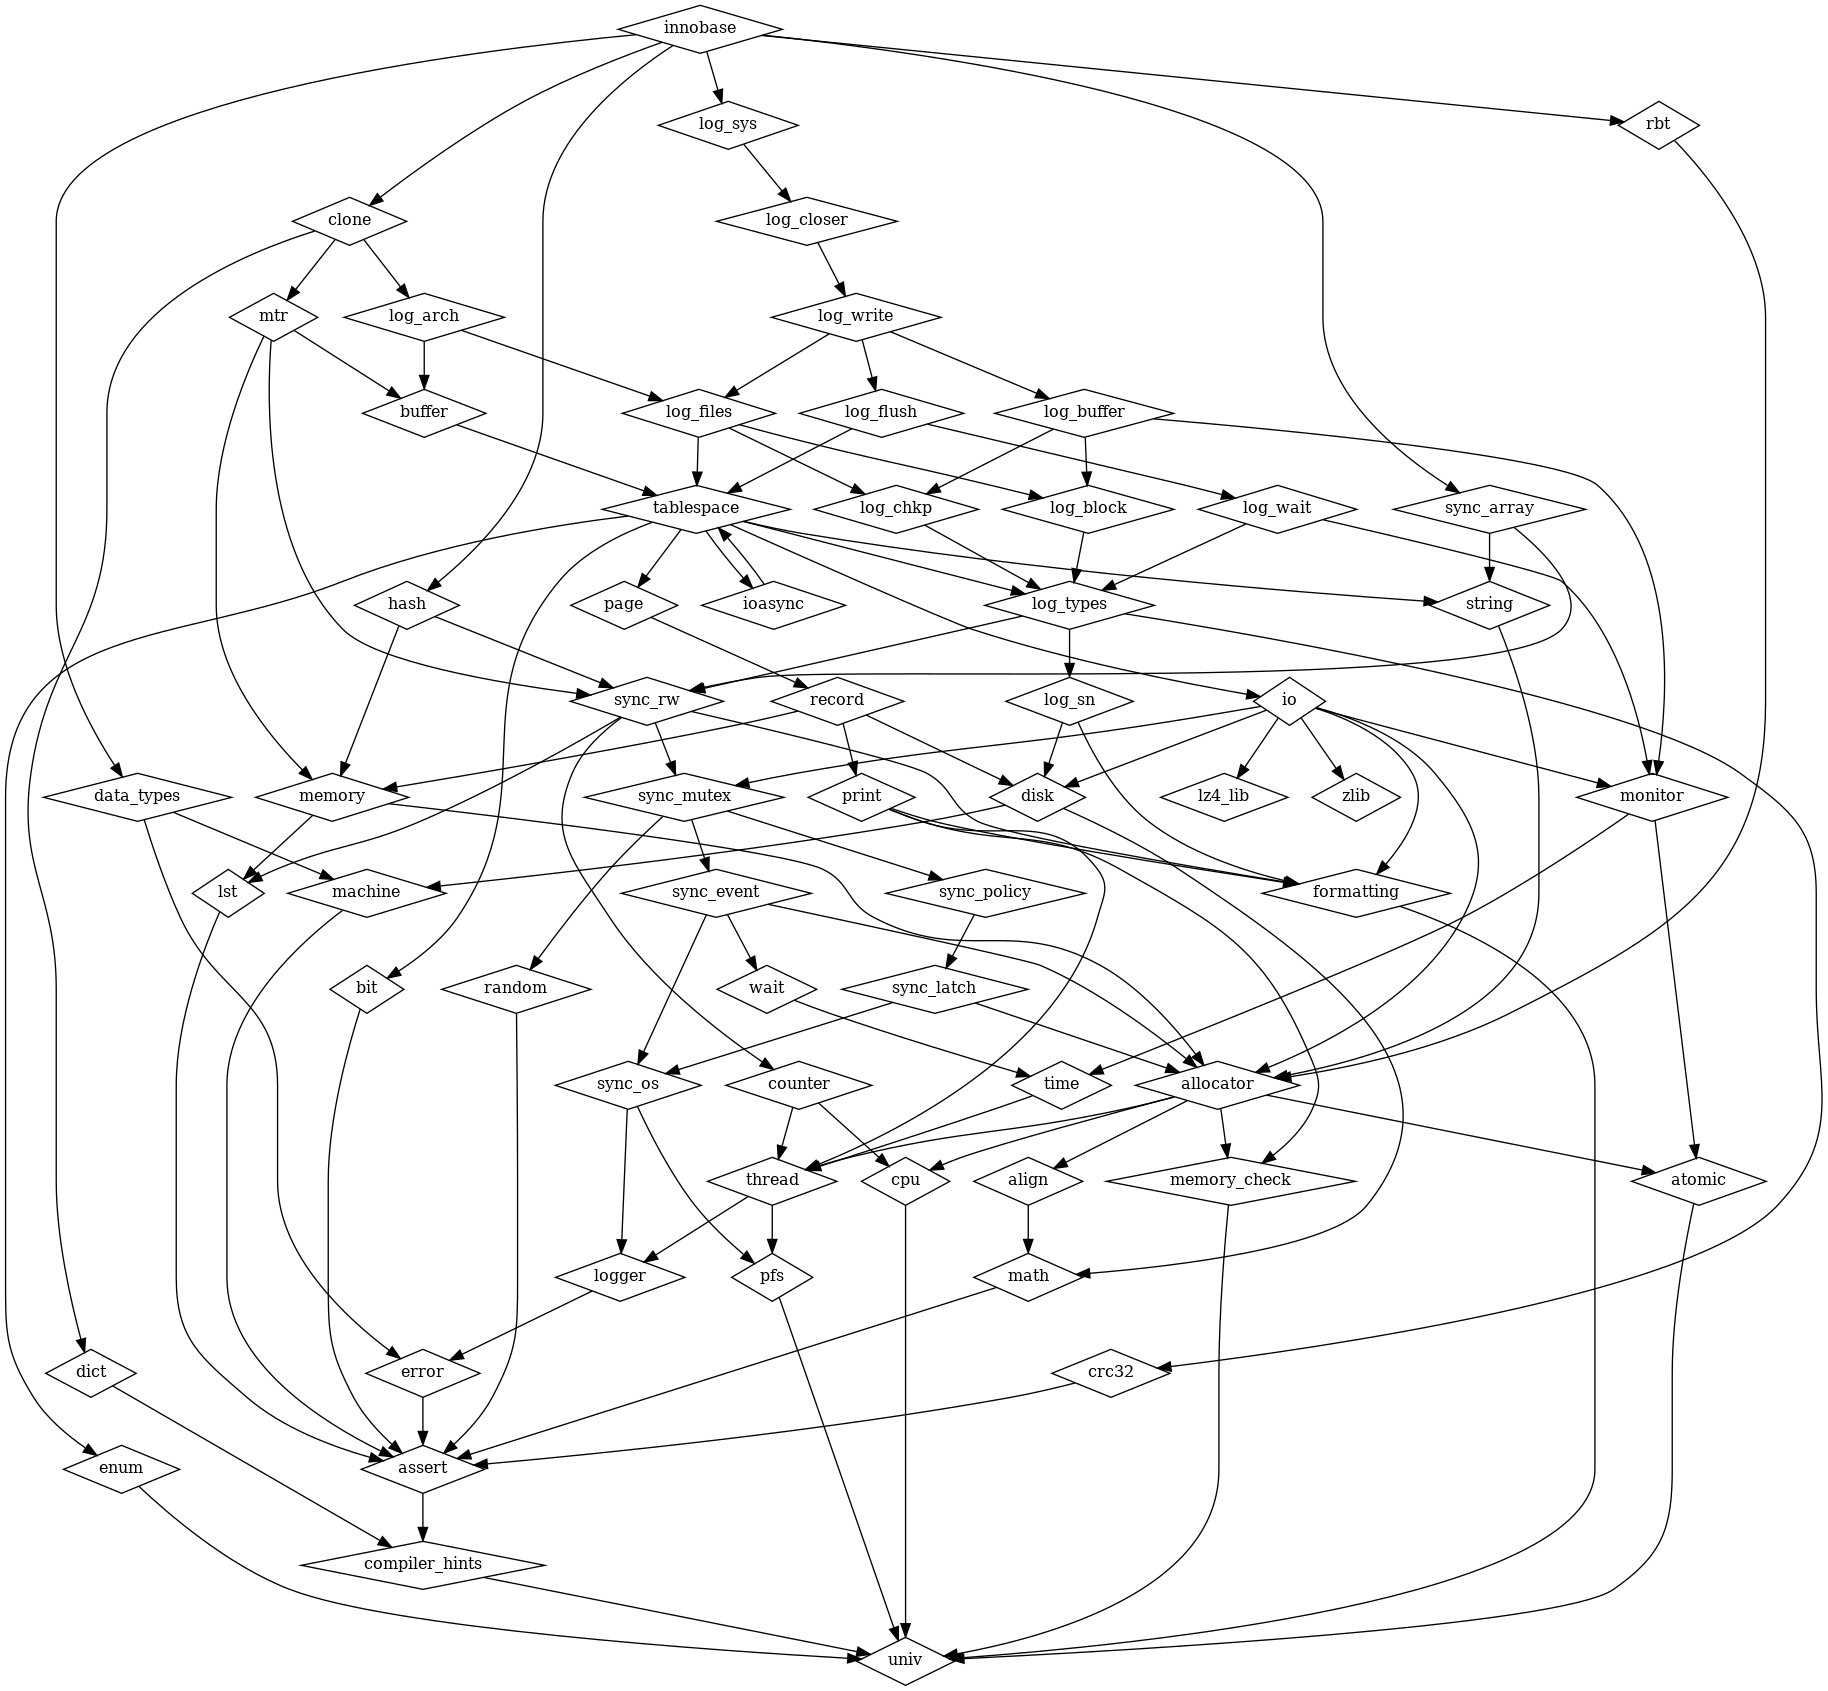 innobase
log_sys
rbt
clone
log_closer
mtr
log_arch
log_write
buffer
log_files
log_flush
log_buffer
tablespace
log_chkp
log_block
log_wait
sync_array
hash
page
ioasync
log_types
string
sync_rw
record
log_sn
io
data_types
memory
sync_mutex
print
disk
lz4_lib
zlib
monitor
lst
machine
sync_event
sync_policy
formatting
bit
random
wait
sync_latch
sync_os
counter
time
allocator
thread
cpu
align
memory_check
atomic
logger
pfs
math
dict
error
crc32
enum
assert
compiler_hints
univ